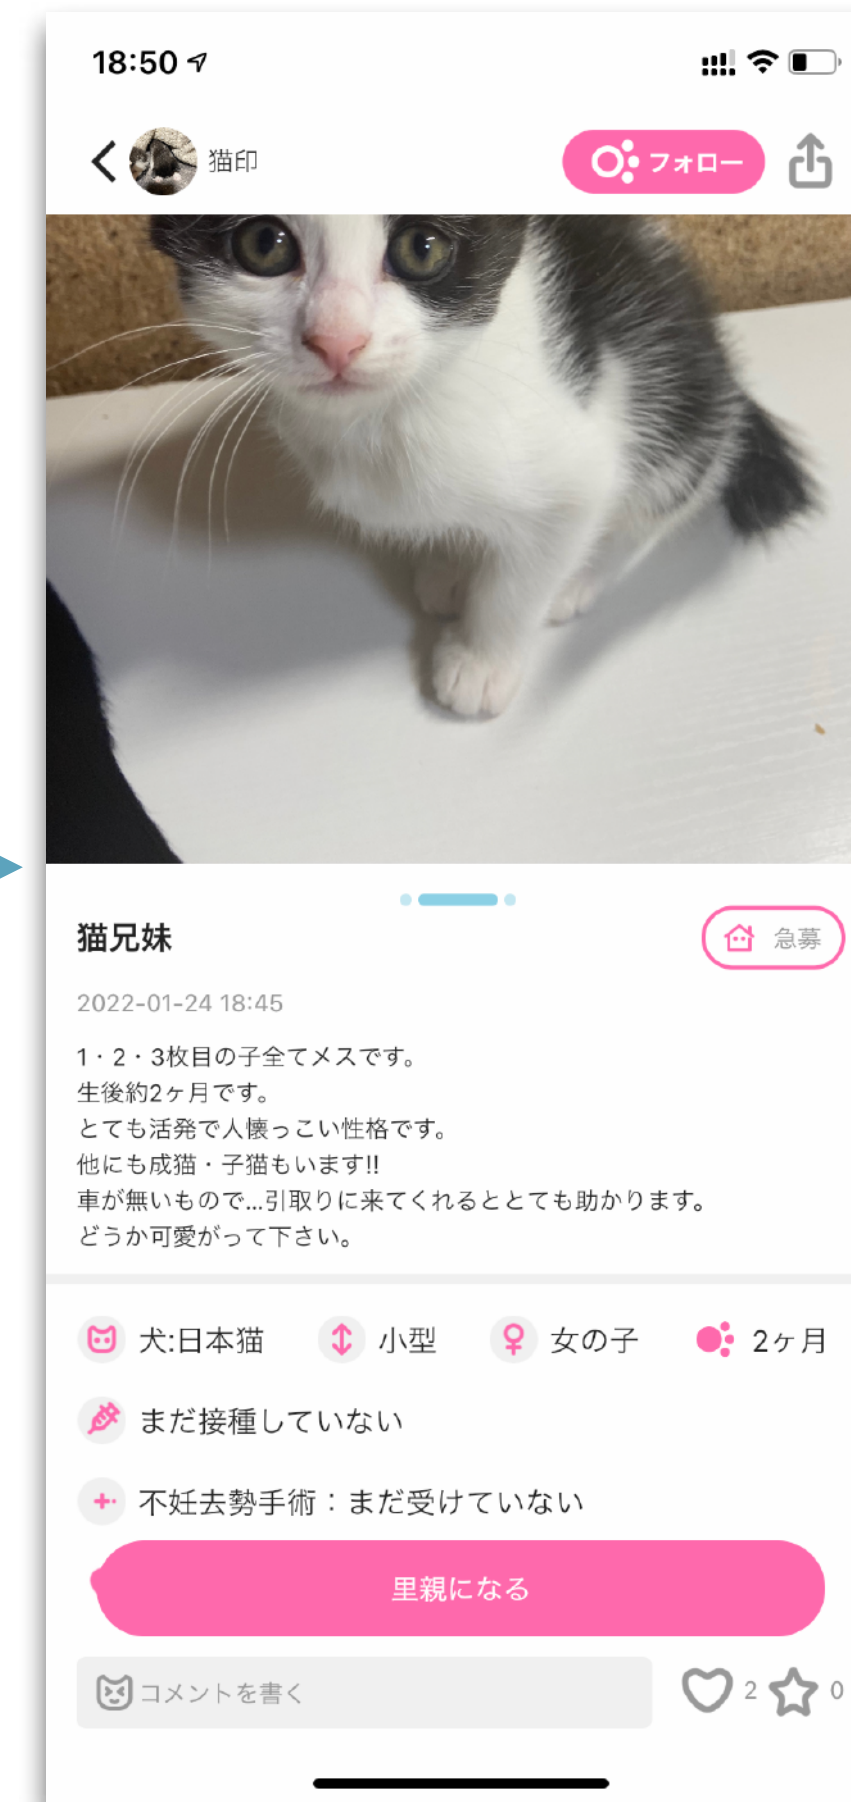 18:50
猫印
フォロー
猫兄妹
急募
2022-01-24 18:45
1・2・3枚目の子全てメスです。
生後約2ヶ月です。
とても活発で人懐っこい性格です。
他にも成猫・子猫もいます!!
車が無いもので...引取りに来てくれるととても助かります。
どうか可愛がって下さい。
犬:日本猫 小型 女の子 2ヶ月
まだ接種していない
不妊去勢手術：まだ受けていない
里親になる
コメントを書く 2 0